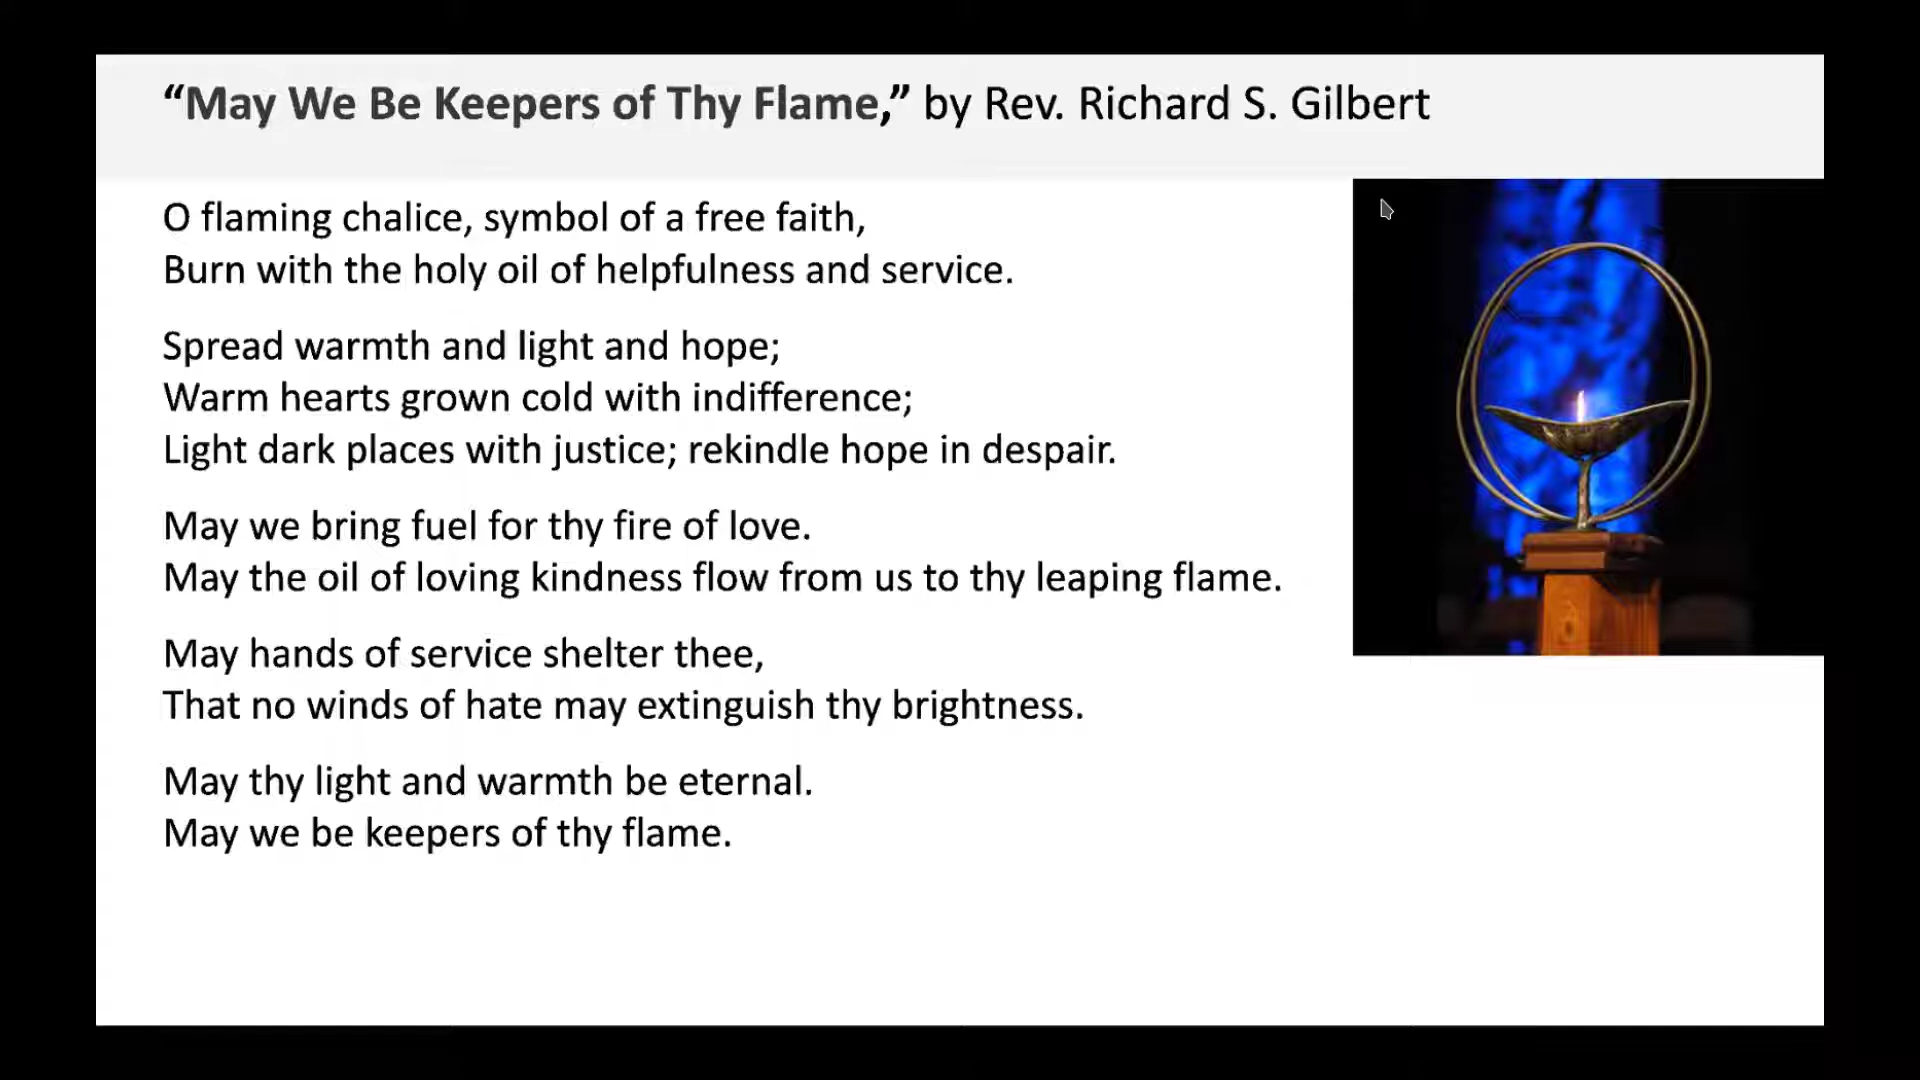 “May We Be Keepers of Thy Flame,” by Rev. Richard S. Gilbert
O flaming chalice, symbol of a free faith,
Burn with the holy oil of helpfulness and service.
Spread warmth and light and hope;
Warm hearts grown cold with indifference;
Light dark places with justice; rekindle hope in despair.
May we bring fuel for thy fire of love.
May the oil of loving kindness flow from us to thy leaping flame.
May hands of service shelter thee,
That no winds of hate may extinguish thy brightness.
May thy light and warmth be eternal.
May we be keepers of thy flame.